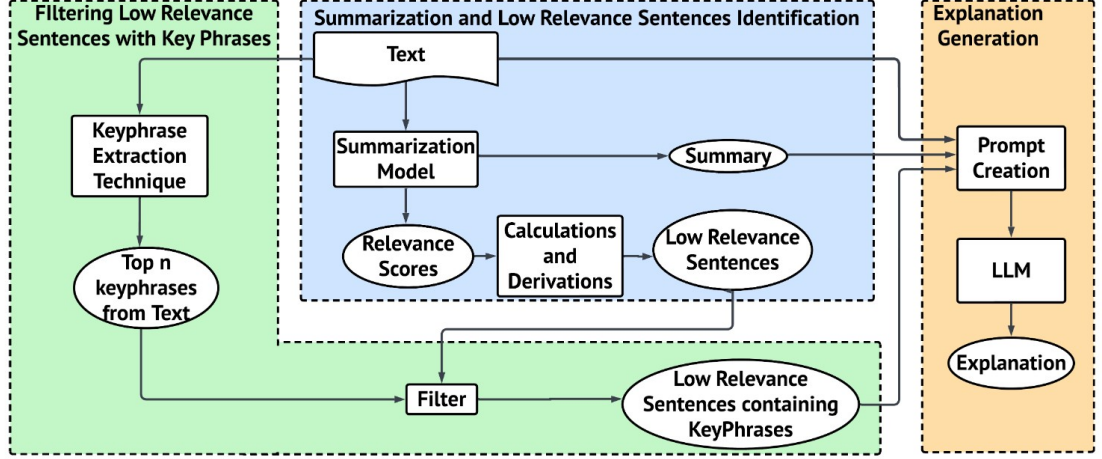 FIltering Low Relevance
Sentences with Key Phrases
Summarization and Low Relevance Sentences Identification
Explanation
Generation
Text
Keyphrase
Extraction
Technique
Summarization
Model
Summary
Prompt
Creation
Relevance
Scores
Calculations
and
Derivations
Low Relevance
Sentences
LLM
Top n
keyphrases
from Text
Explanation
Filter
Low Relevance
Sentences containing
KeyPhrases